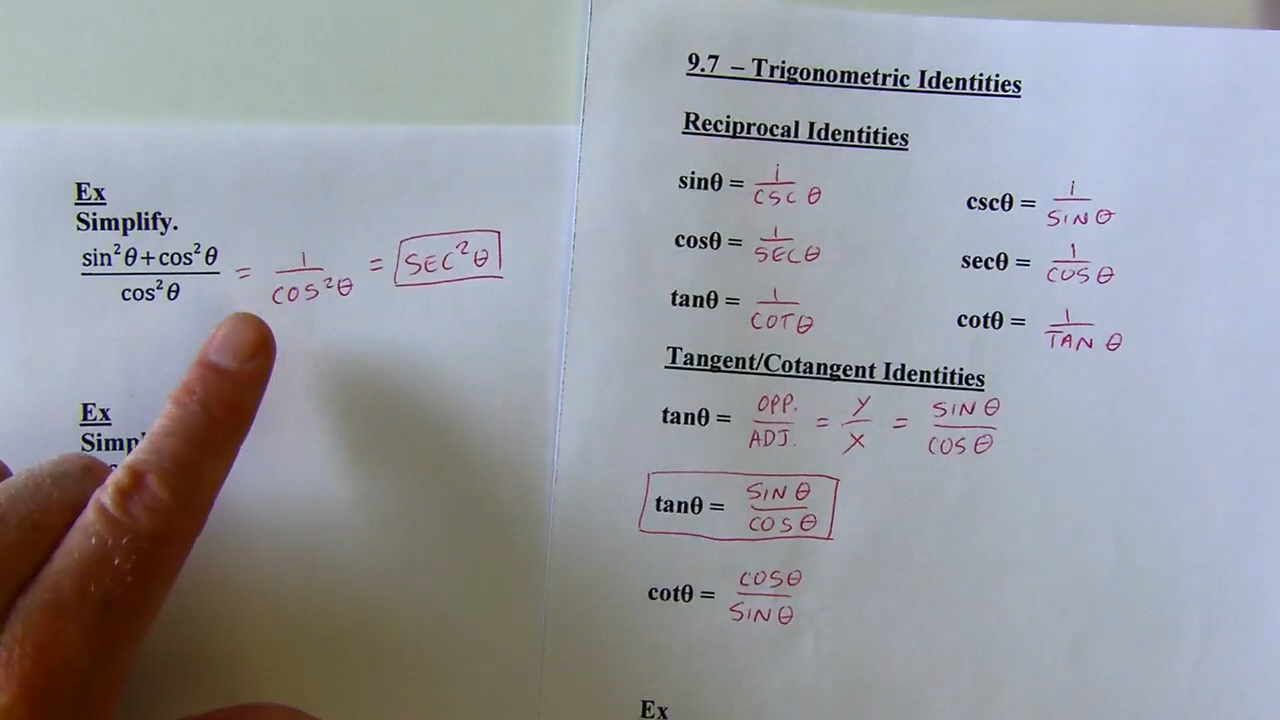 Ex
Simplify.
sin²θ+cos²θ / cos²θ = 1 / COS²θ = SEC²θ
Ex
9.7 – Trigonometric Identities
Reciprocal Identities
sinθ = 1 / CSC θ
cscθ = 1 / SIN θ
cosθ = 1 / SEC θ
secθ = 1 / COS θ
tanθ = 1 / COT θ
cotθ = 1 / TAN θ
Tangent/Cotangent Identities
tanθ = OPP. / ADJ. = Y / X = SIN θ / COS θ
tanθ = SIN θ / COS θ
cotθ = COS θ / SIN θ
Ex